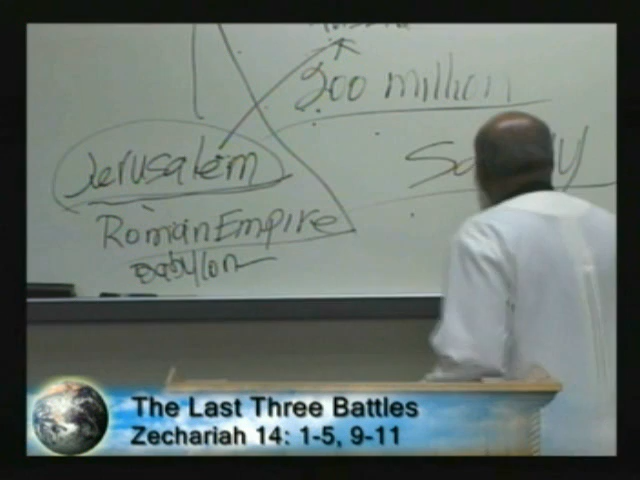 200 million
Jerusalem
Roman Empire
Babylon
The Last Three Battles
Zechariah 14: 1-5, 9-11